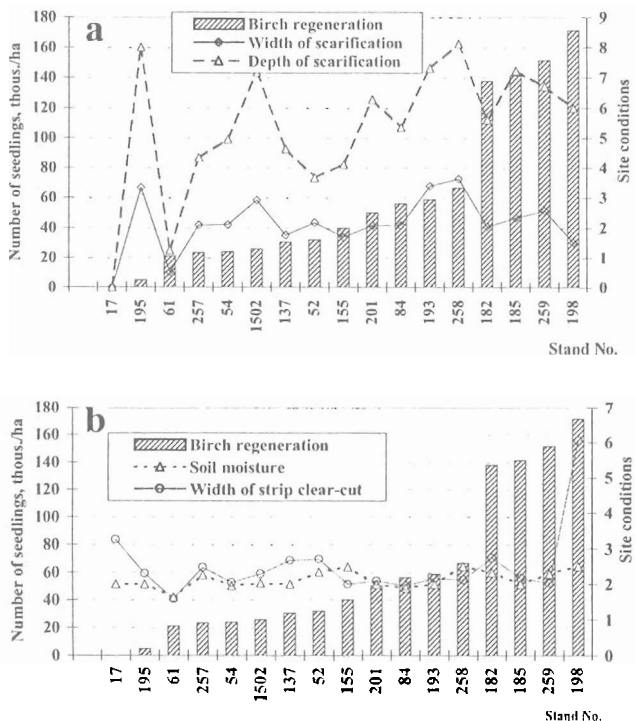 a
Birch regeneration
Width of scarification
Depth of scarification
Number of seedlings, thous./ha
180
160
140
120
100
80
60
40
20
0
9
8
7
6
5
4
3
2
1
0
Site conditions
17 195 61 257 54 1502 137 52 155 201 84 193 258 182 185 259 198
Stand No.
b
Birch regeneration
Soil moisture
Width of strip clear-cut
Number of seedlings, thous./ha
180
160
140
120
100
80
60
40
20
0
7
6
5
4
3
2
1
0
Site conditions
17 195 61 257 54 1502 137 52 155 201 84 193 258 182 185 259 198
Stand No.